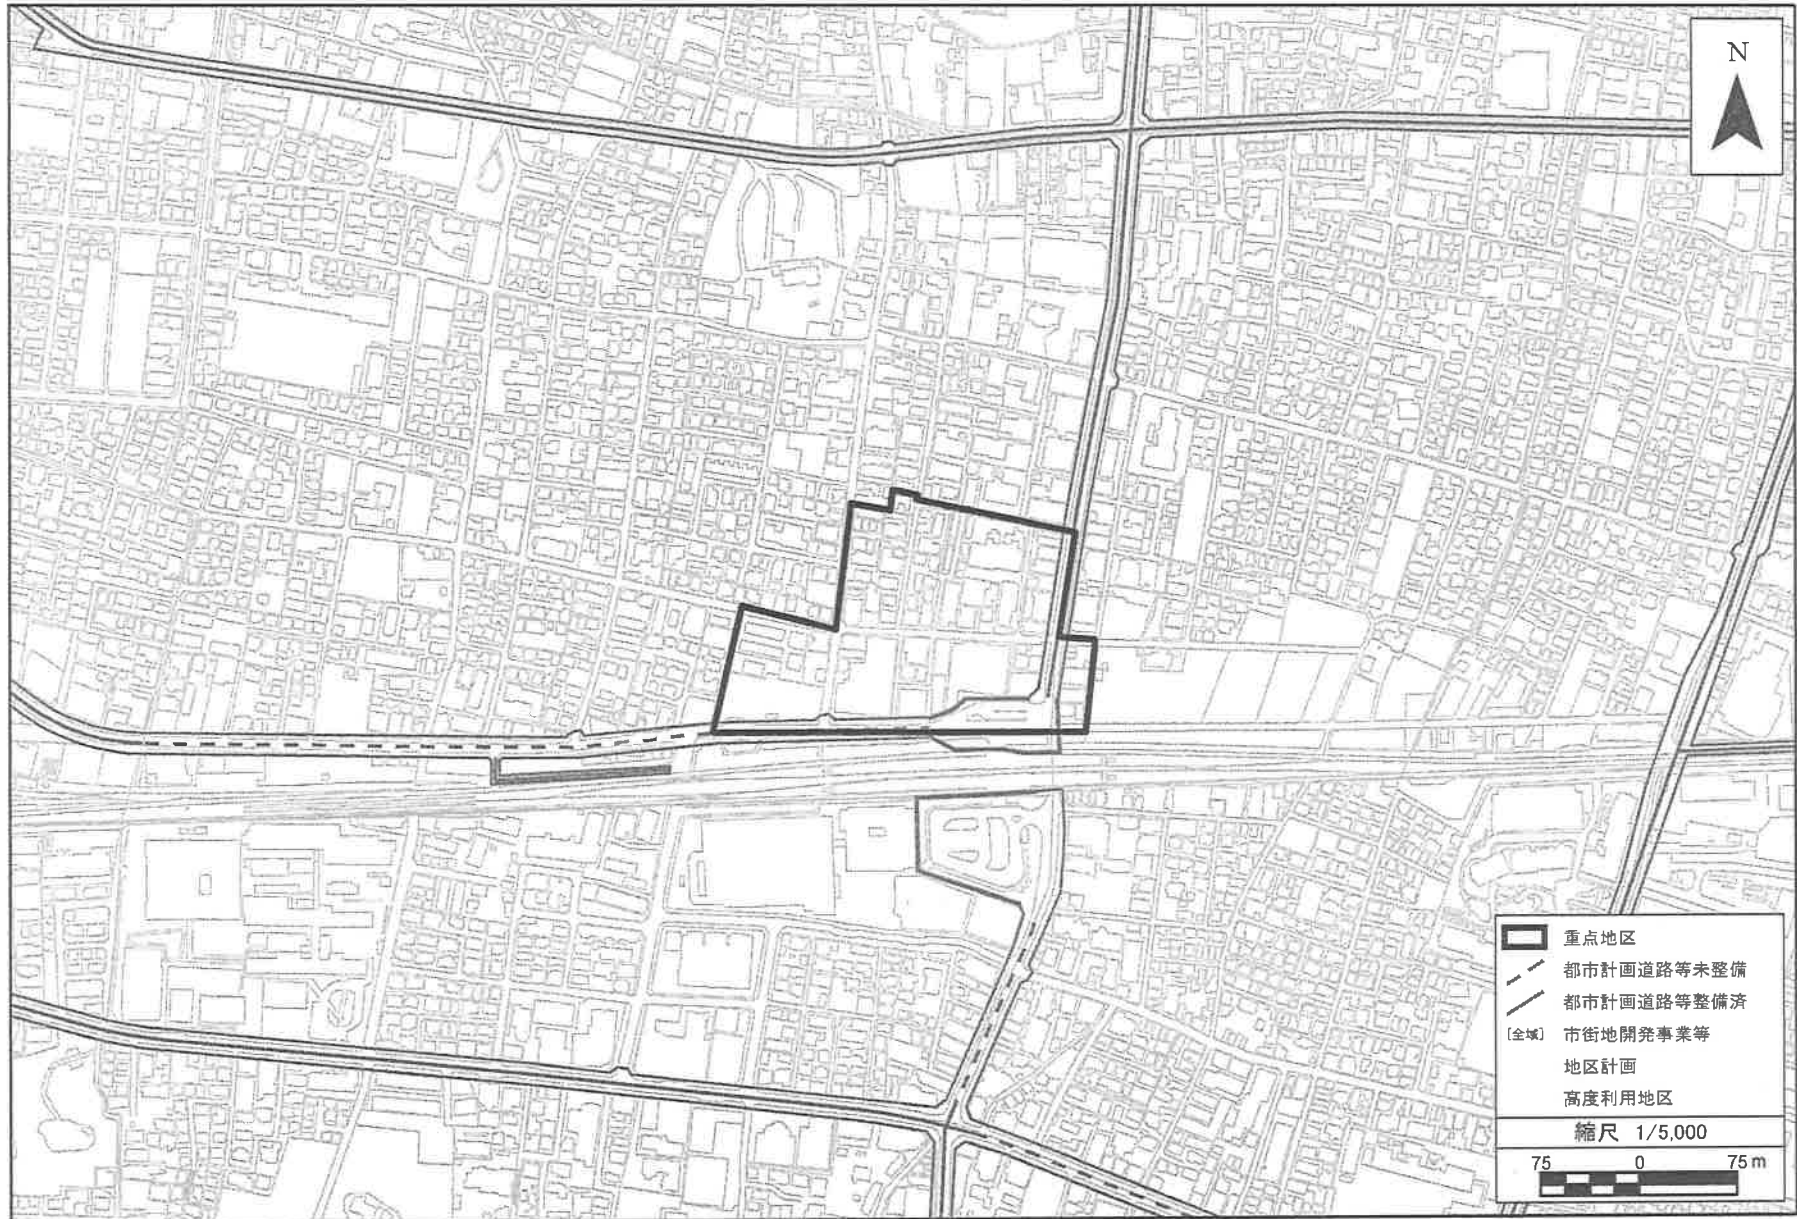 N
重点地区
都市計画道路等未整備
都市計画道路等整備済
[全域] 市街地開発事業等
地区計画
高度利用地区
縮尺 1/5,000
75 0 75 m